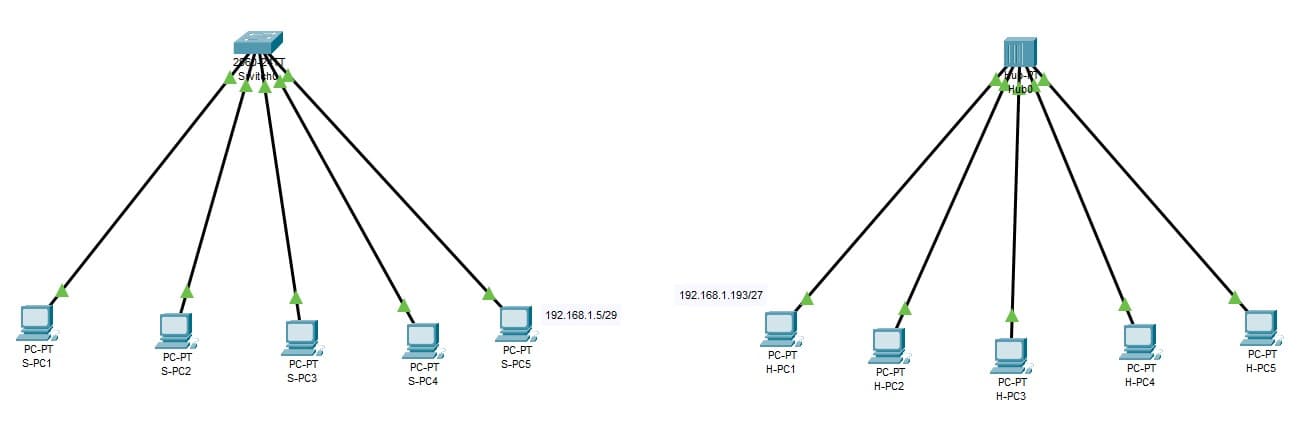 2960-24TT
Switch0
PC-PT
S-PC1
PC-PT
S-PC2
PC-PT
S-PC3
PC-PT
S-PC4
PC-PT
S-PC5
192.168.1.5/29
Hub-PT
Hub0
192.168.1.193/27
PC-PT
H-PC1
PC-PT
H-PC2
PC-PT
H-PC3
PC-PT
H-PC4
PC-PT
H-PC5